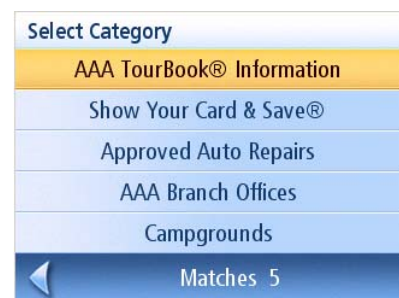 Select Category
AAA TourBook® Information
Show Your Card & Save®
Approved Auto Repairs
AAA Branch Offices
Campgrounds
Matches 5